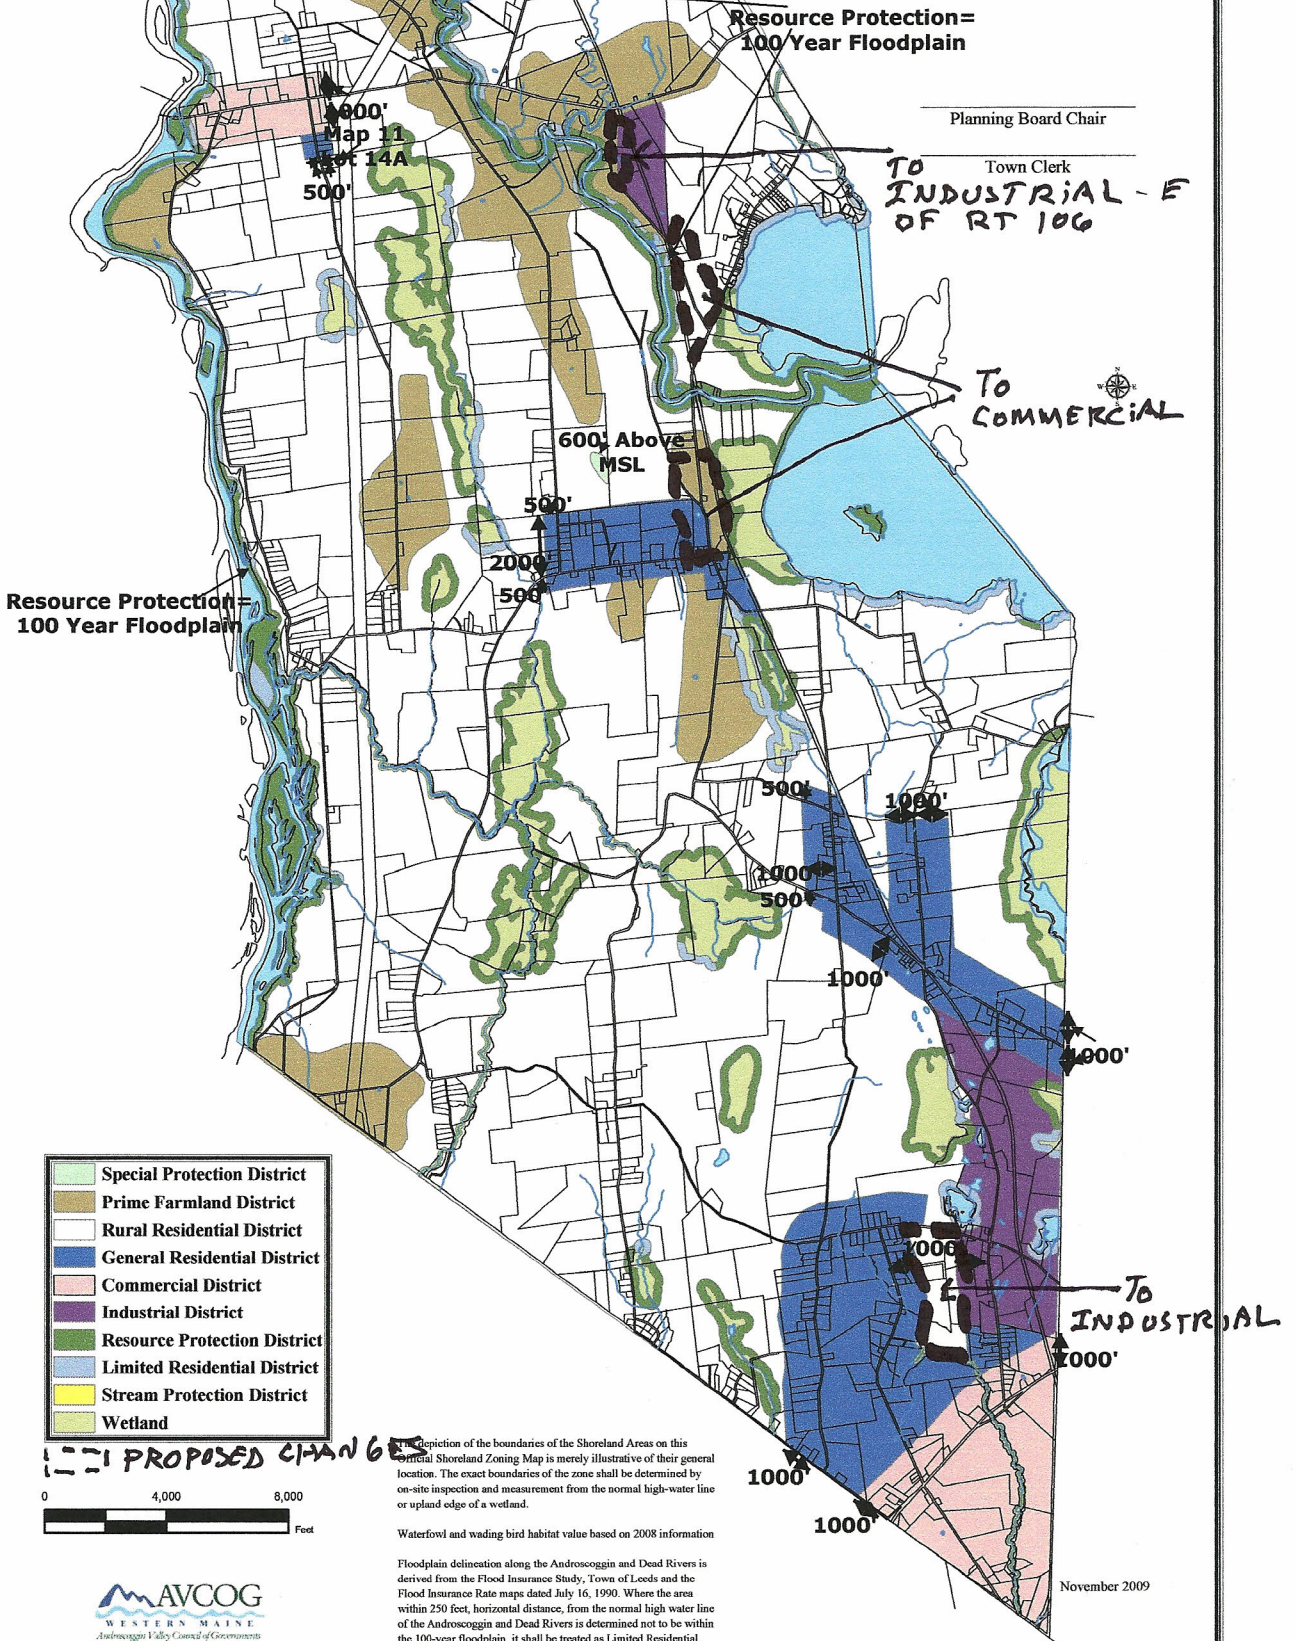 Resource Protection=
100 Year Floodplain
Planning Board Chair
Town Clerk
TO
INDUSTRIAL - E
OF RT 106
1000'
Map 11
Lot 14A
500'
N
W E
S
TO
COMMERCIAL
600' Above
MSL
500'
2000'
500'
Resource Protection=
100 Year Floodplain
500'
1000'
1000'
500'
1000'
1000'
1000'
TO
INDUSTRIAL
1000'
1000'
1000'
Special Protection District
Prime Farmland District
Rural Residential District
General Residential District
Commercial District
Industrial District
Resource Protection District
Limited Residential District
Stream Protection District
Wetland
PROPOSED CHANGES
0 4,000 8,000
Feet
The depiction of the boundaries of the Shoreland Areas on this
Official Shoreland Zoning Map is merely illustrative of their general
location. The exact boundaries of the zone shall be determined by
on-site inspection and measurement from the normal high-water line
or upland edge of a wetland.
Waterfowl and wading bird habitat value based on 2008 information
Floodplain delineation along the Androscoggin and Dead Rivers is
derived from the Flood Insurance Study, Town of Leeds and the
Flood Insurance Rate maps dated July 16, 1990. Where the area
within 250 feet, horizontal distance, from the normal high water line
of the Androscoggin and Dead Rivers is determined not to be within
the 100-year floodplain, it shall be treated as Limited Residential
November 2009
AVCOG
WESTERN MAINE
Androscoggin Valley Council of Governments